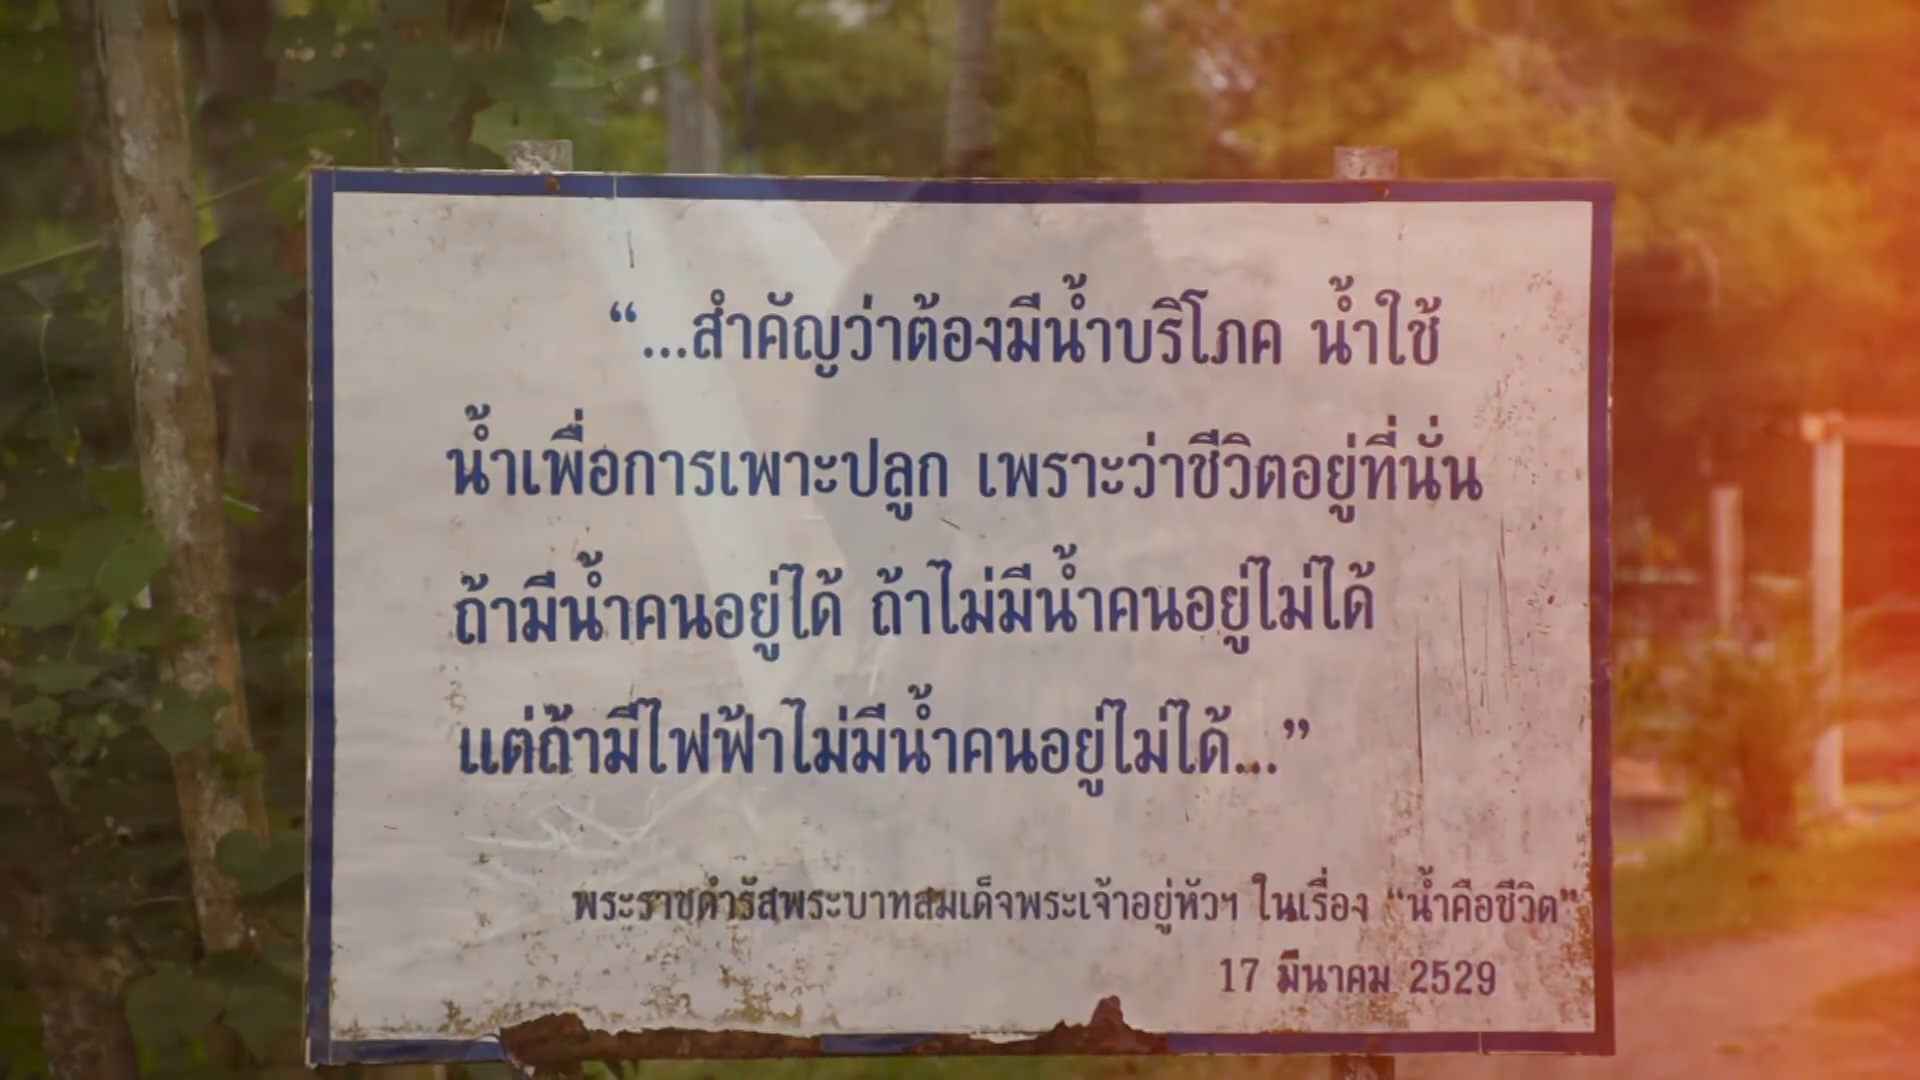 “...สำคัญว่าต้องมีน้ำบริโภค น้ำใช้
น้ำเพื่อการเพาะปลูก เพราะว่าชีวิตอยู่ที่นั่น
ถ้ามีน้ำคนอยู่ได้ ถ้าไม่มีน้ำคนอยู่ไม่ได้
แต่ถ้ามีไฟฟ้าไม่มีน้ำคนอยู่ไม่ได้...”
พระราชดำรัสพระบาทสมเด็จพระเจ้าอยู่หัวฯ ในเรื่อง “น้ำคือชีวิต”
17 มีนาคม 2529